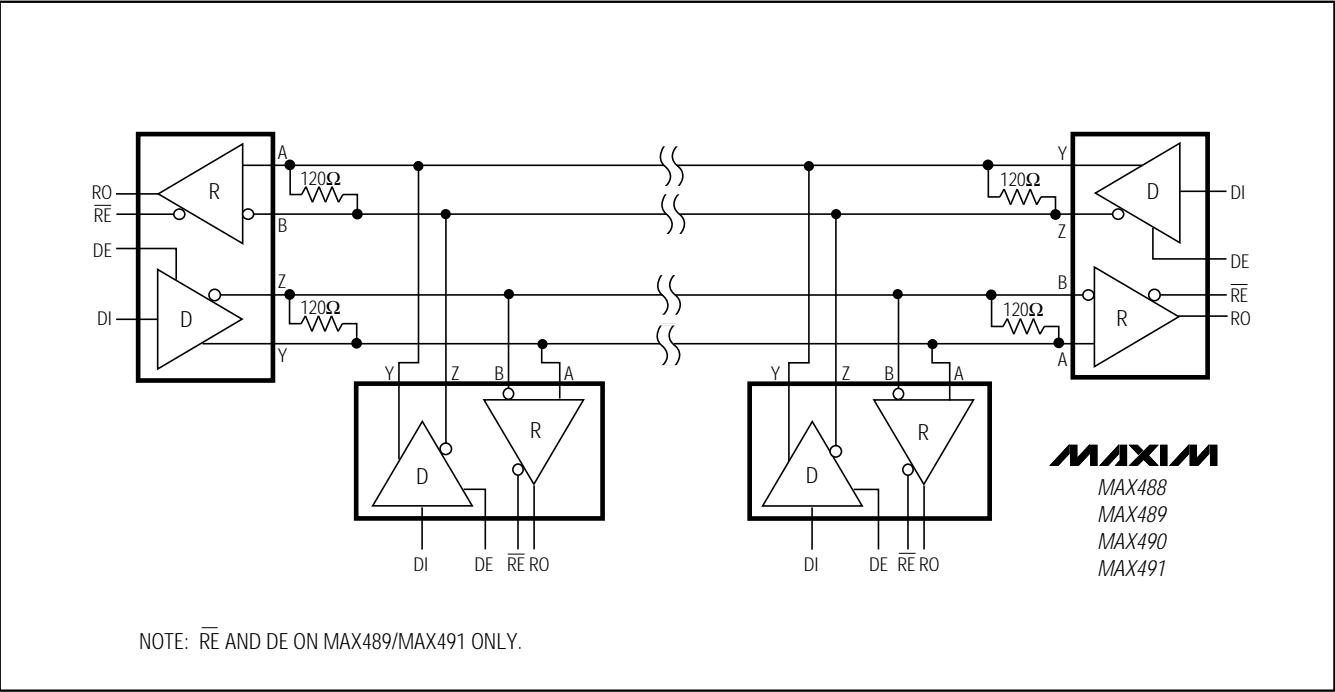 A
Y
120Ω
120Ω
RO
R
D
DI
RE
B
Z
DE
DE
Z
B
RE
120Ω
120Ω
DI
D
R
RO
Y
A
Y
Z
B
A
Y
Z
B
A
R
R
D
D
MAXIM
MAX488
MAX489
MAX490
MAX491
DI
DE
RE
RO
DI
DE
RE
RO
NOTE: RE AND DE ON MAX489/MAX491 ONLY.